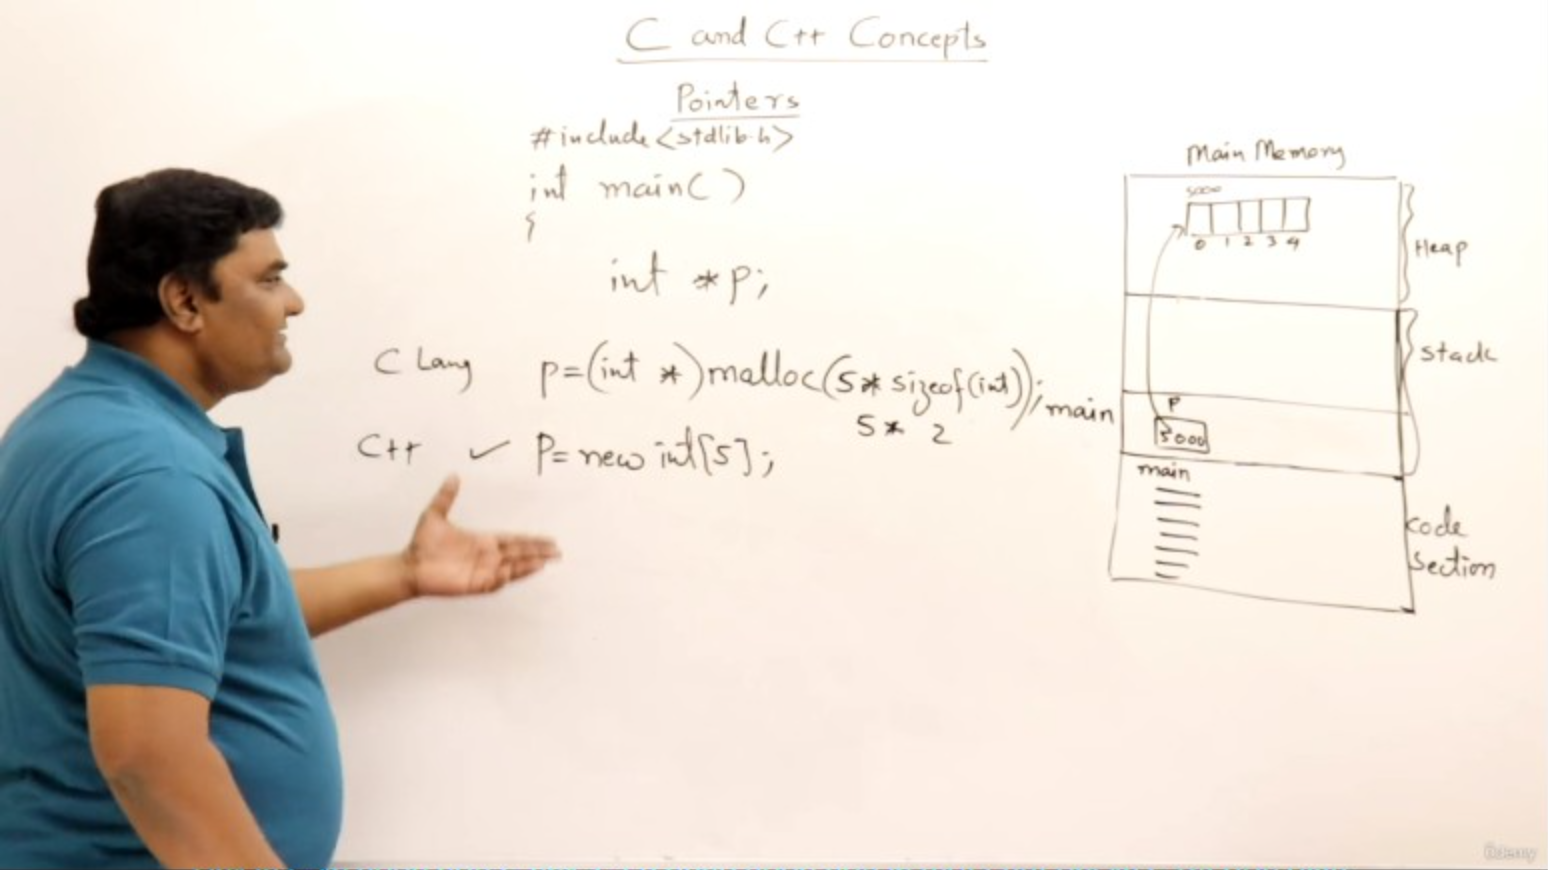 C and C++ Concepts
Pointers
#include<stdlib.h>
int main( )
{
int *p;
C Lang p=(int *)malloc(5* sizeof(int));
5* 2
C++ ✓ P= new int[5];
Main Memory
5000
0 1 2 3 4
Heap
Stack
main
P
5000
main
Code
Section
Udemy